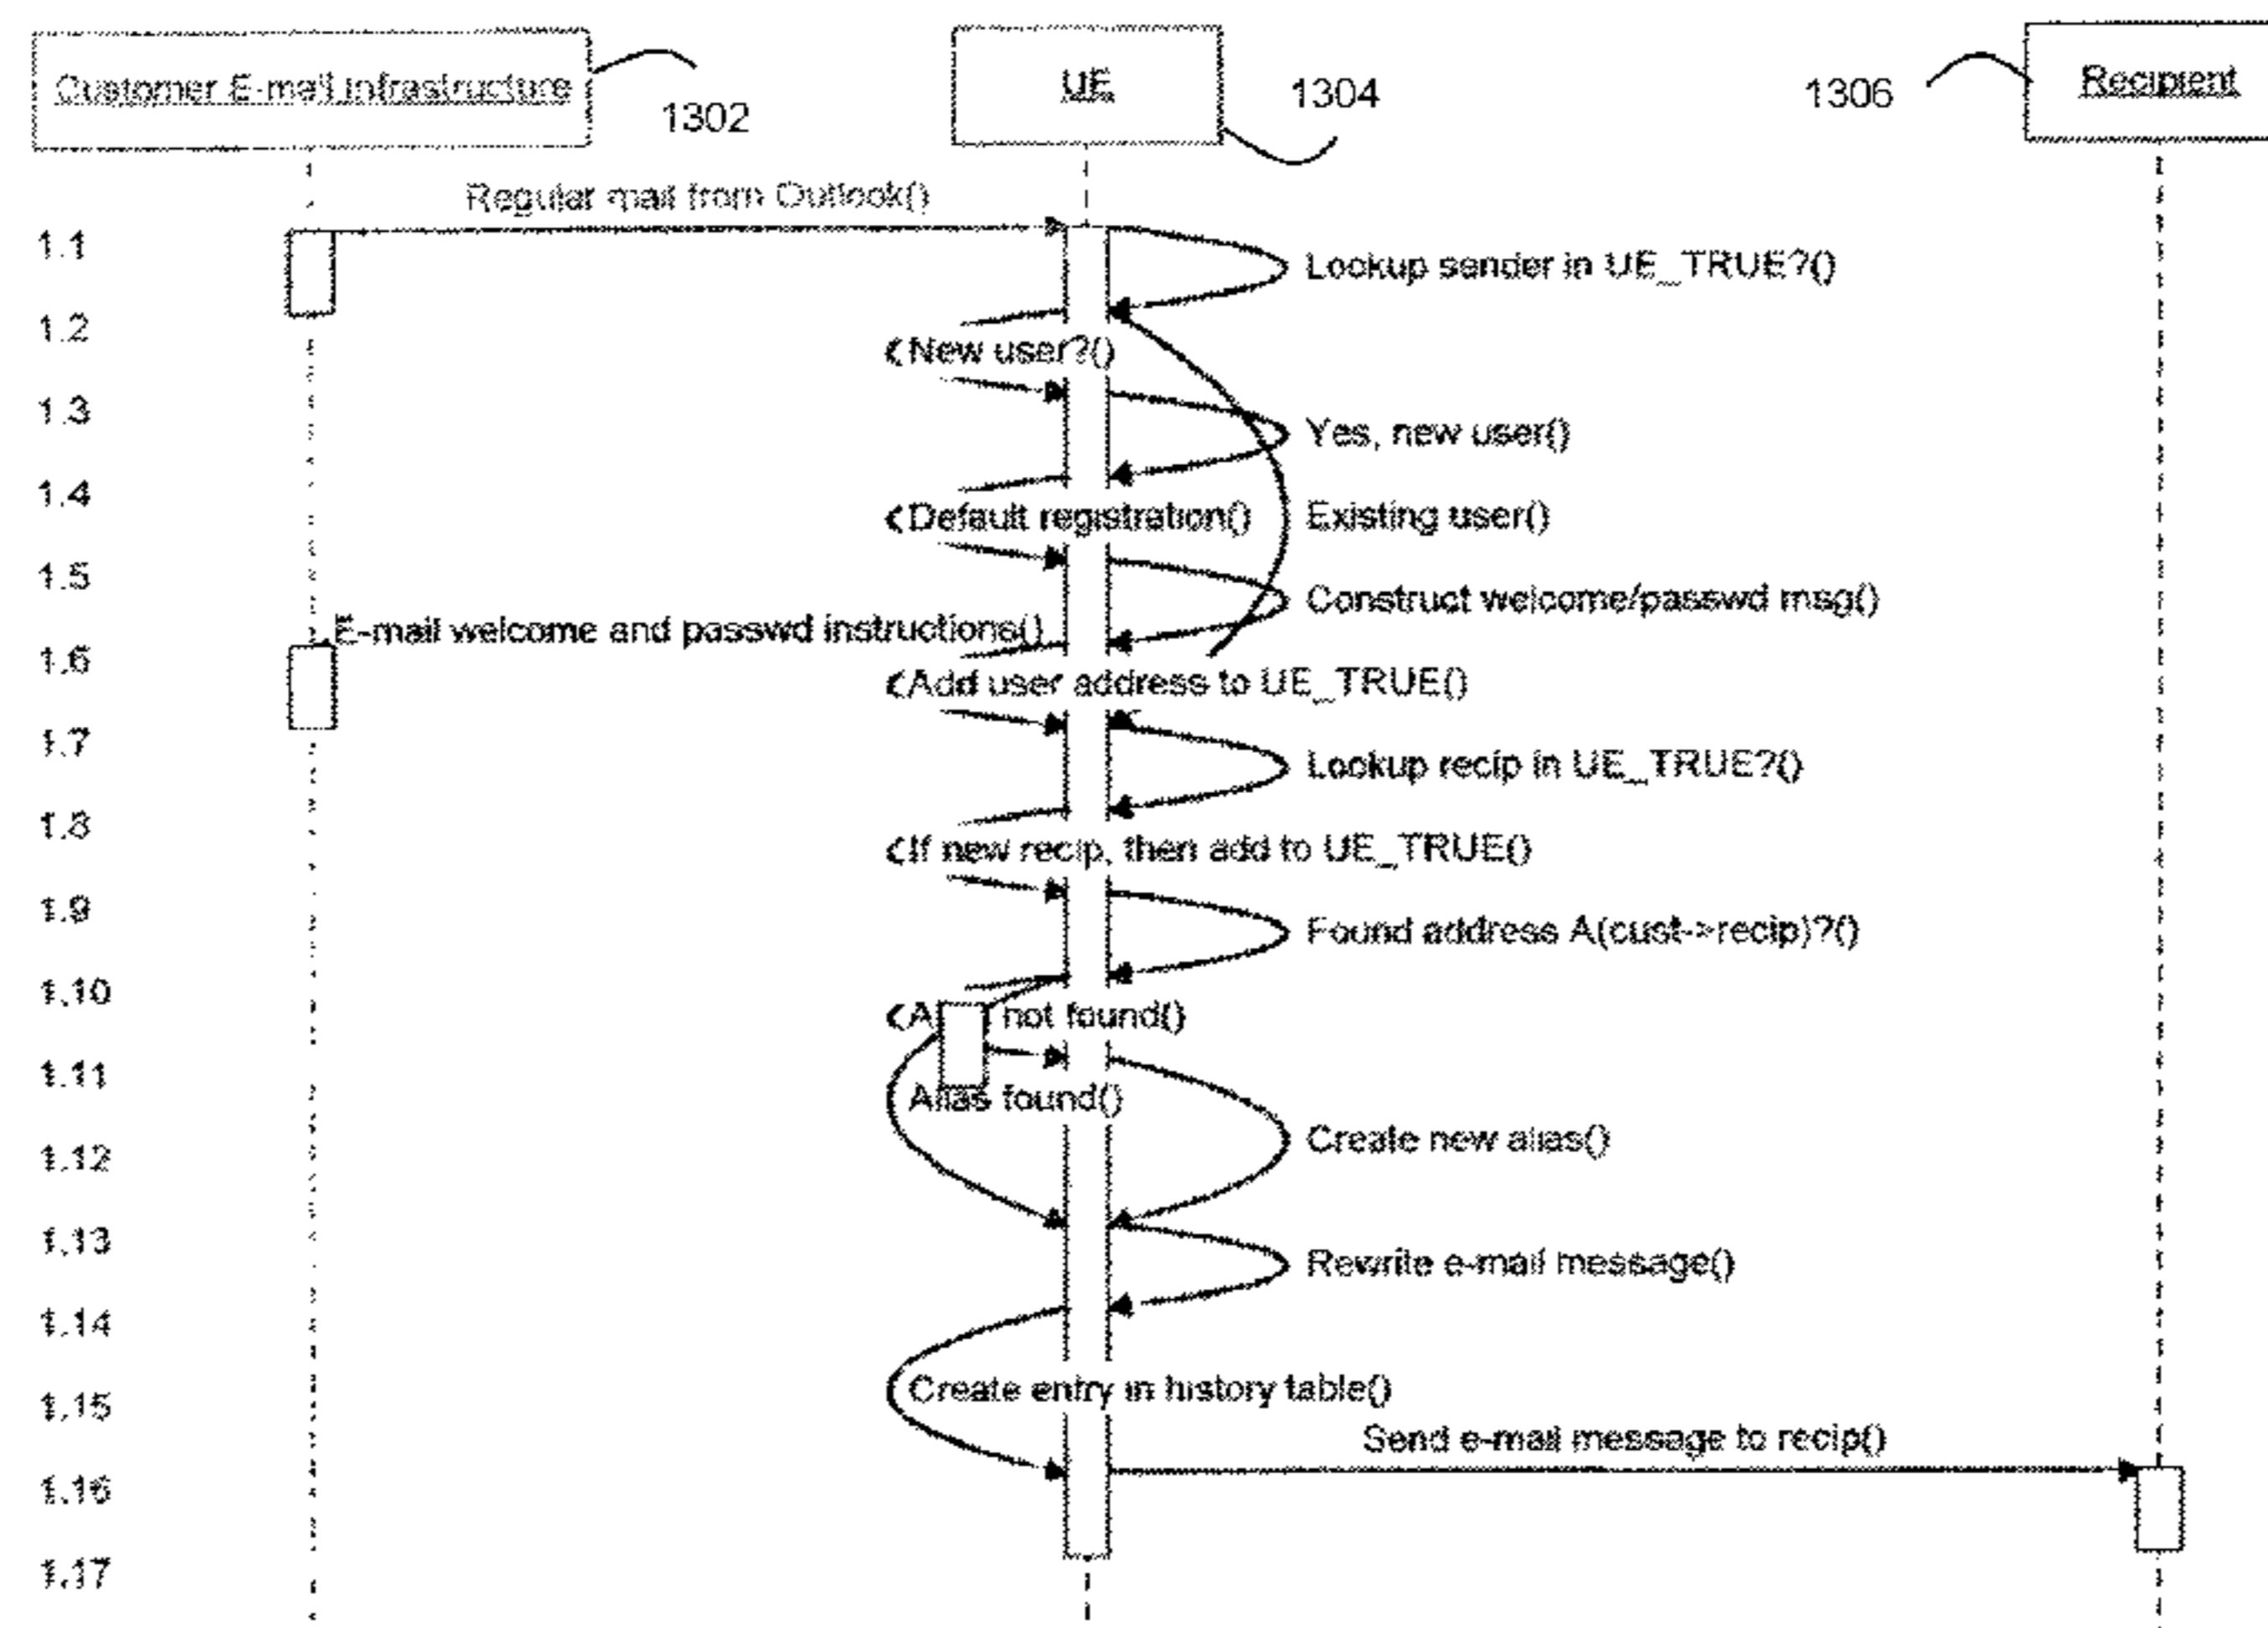 Customer E-mail Infrastructure
1302
UE
1304
1306
Recipient
Regular mail from Outlook()
1.1
Lookup sender in UE_TRUE?()
1.2
New user?()
1.3
Yes, new user()
1.4
Default registration()
Existing user()
1.5
Construct welcome/passwd msg()
E-mail welcome and passwd instructions()
1.6
Add user address to UE_TRUE()
1.7
Lookup recip in UE_TRUE?()
1.8
If new recip, then add to UE_TRUE()
1.9
Found address A(cust->recip)?()
1.10
not found()
1.11
Alias found()
1.12
Create new alias()
1.13
Rewrite e-mail message()
1.14
Create entry in history table()
1.15
Send e-mail message to recip()
1.16
1.17